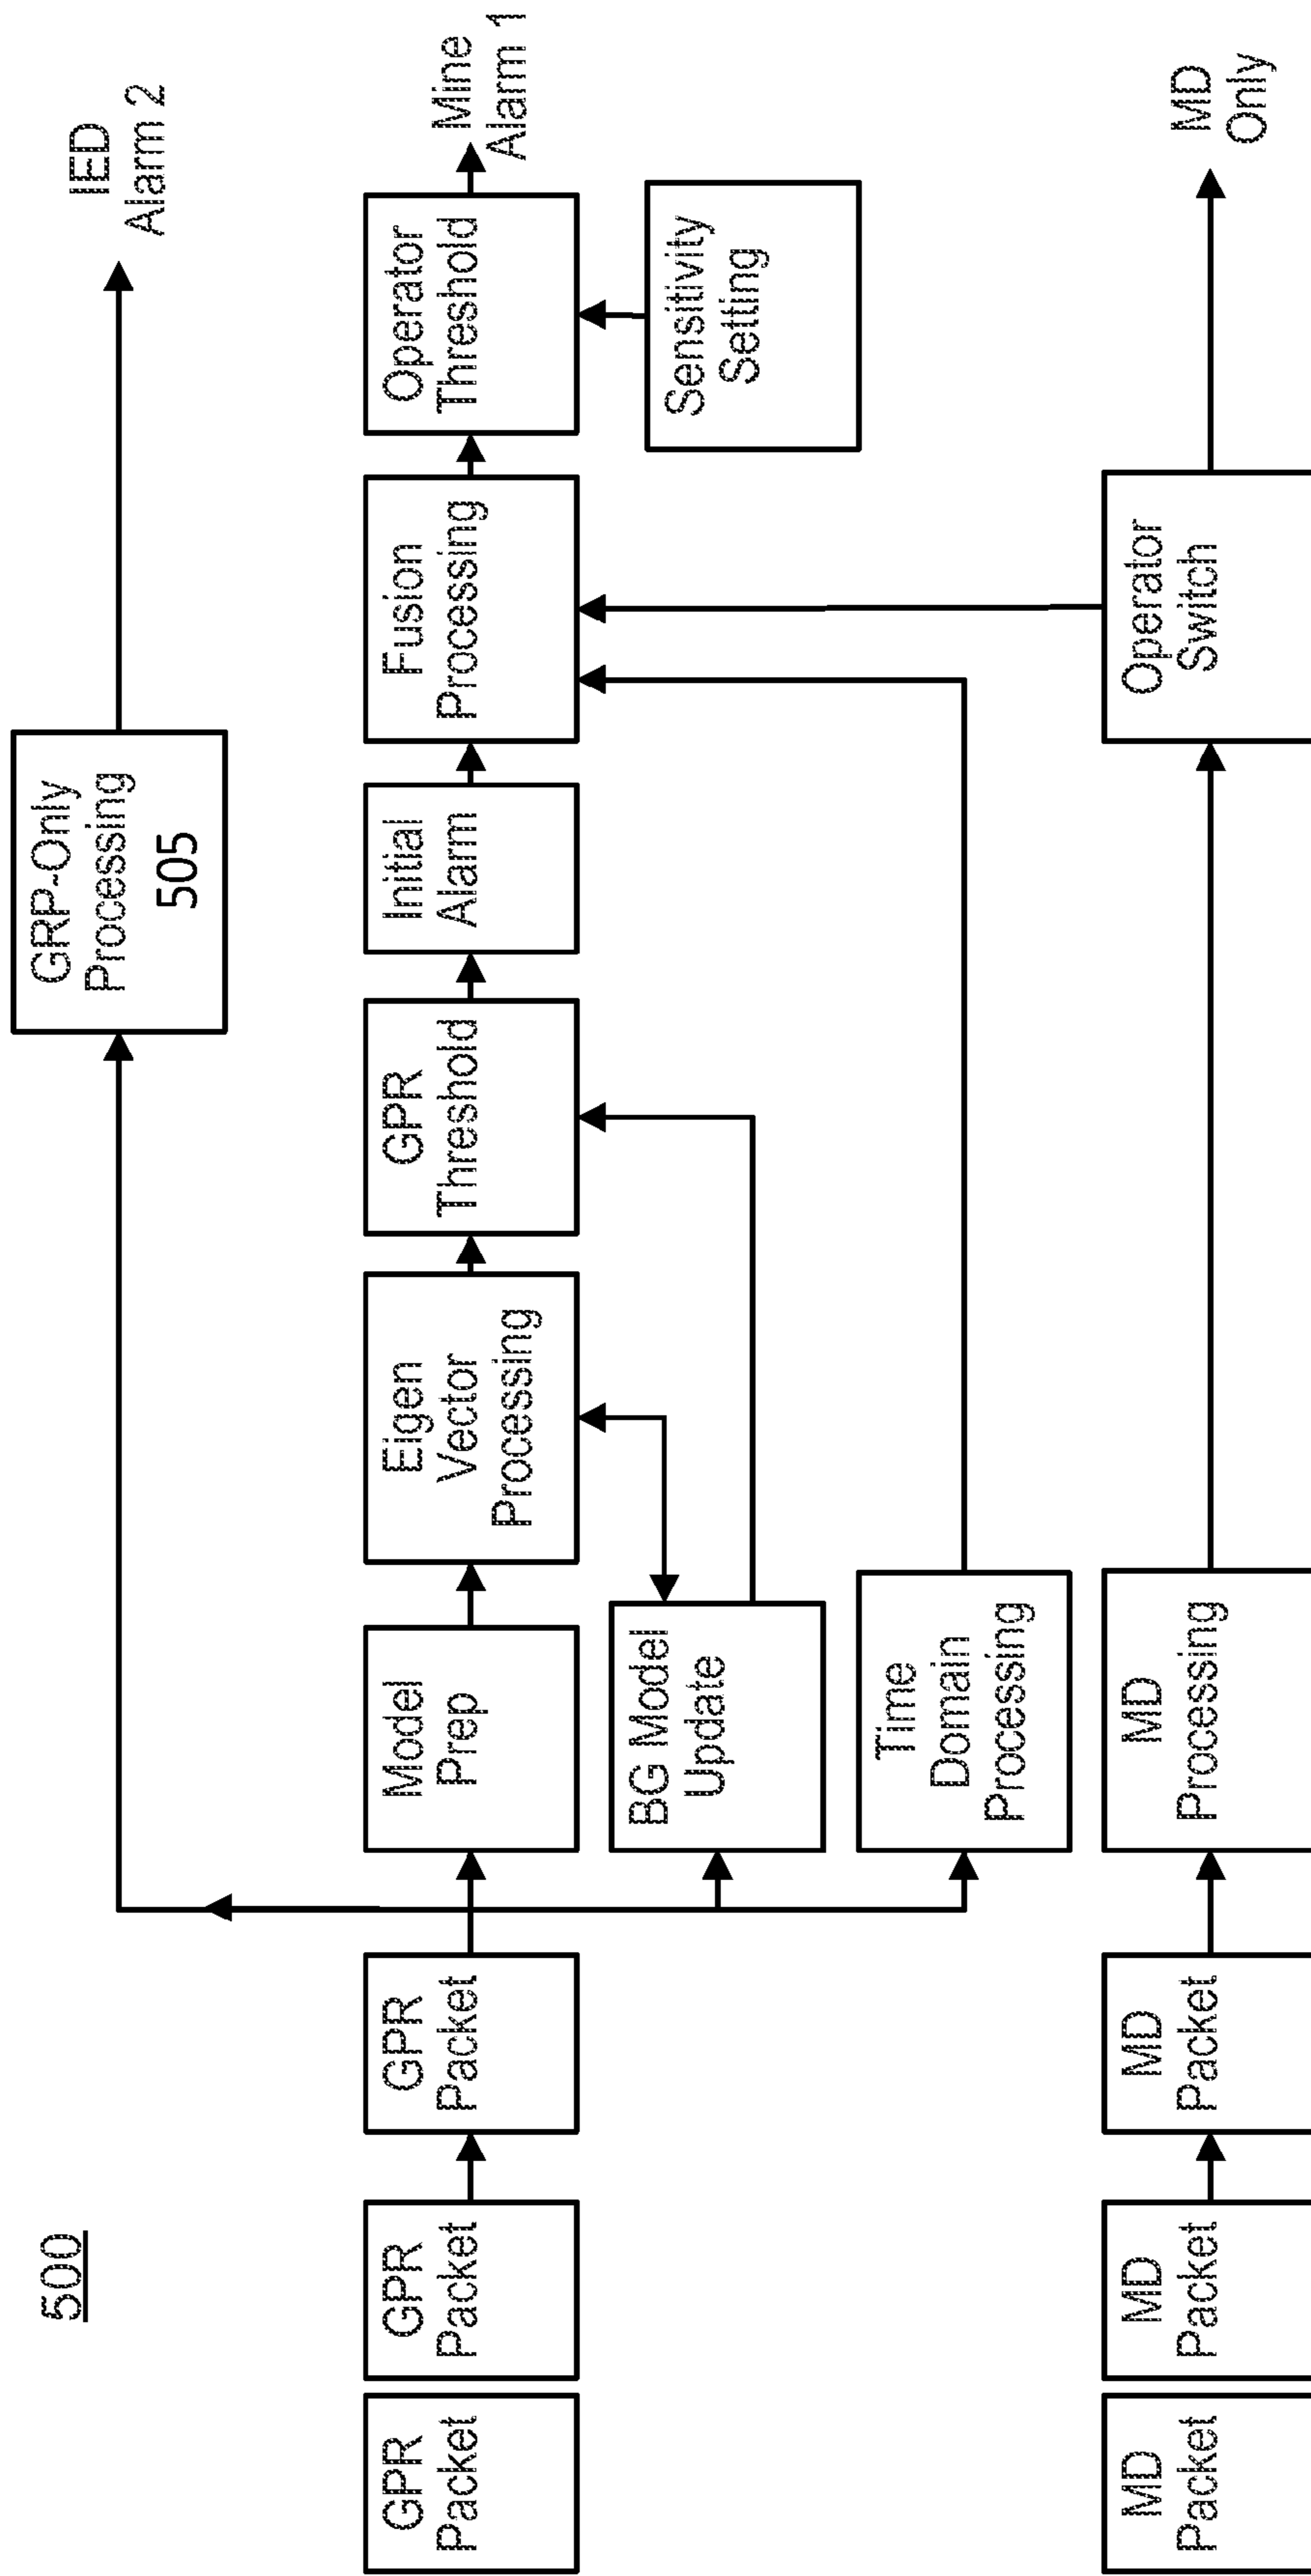 500
GRP-Only
Processing
505
IED
Alarm 2
GPR
Packet
GPR
Packet
GPR
Packet
Model
Prep
Eigen
Vector
Processing
GPR
Threshold
Initial
Alarm
Fusion
Processing
Operator
Threshold
Mine
Alarm 1
BG Model
Update
Sensitivity
Setting
Time
Domain
Processing
MD
Packet
MD
Packet
MD
Packet
MD
Processing
Operator
Switch
MD
Only